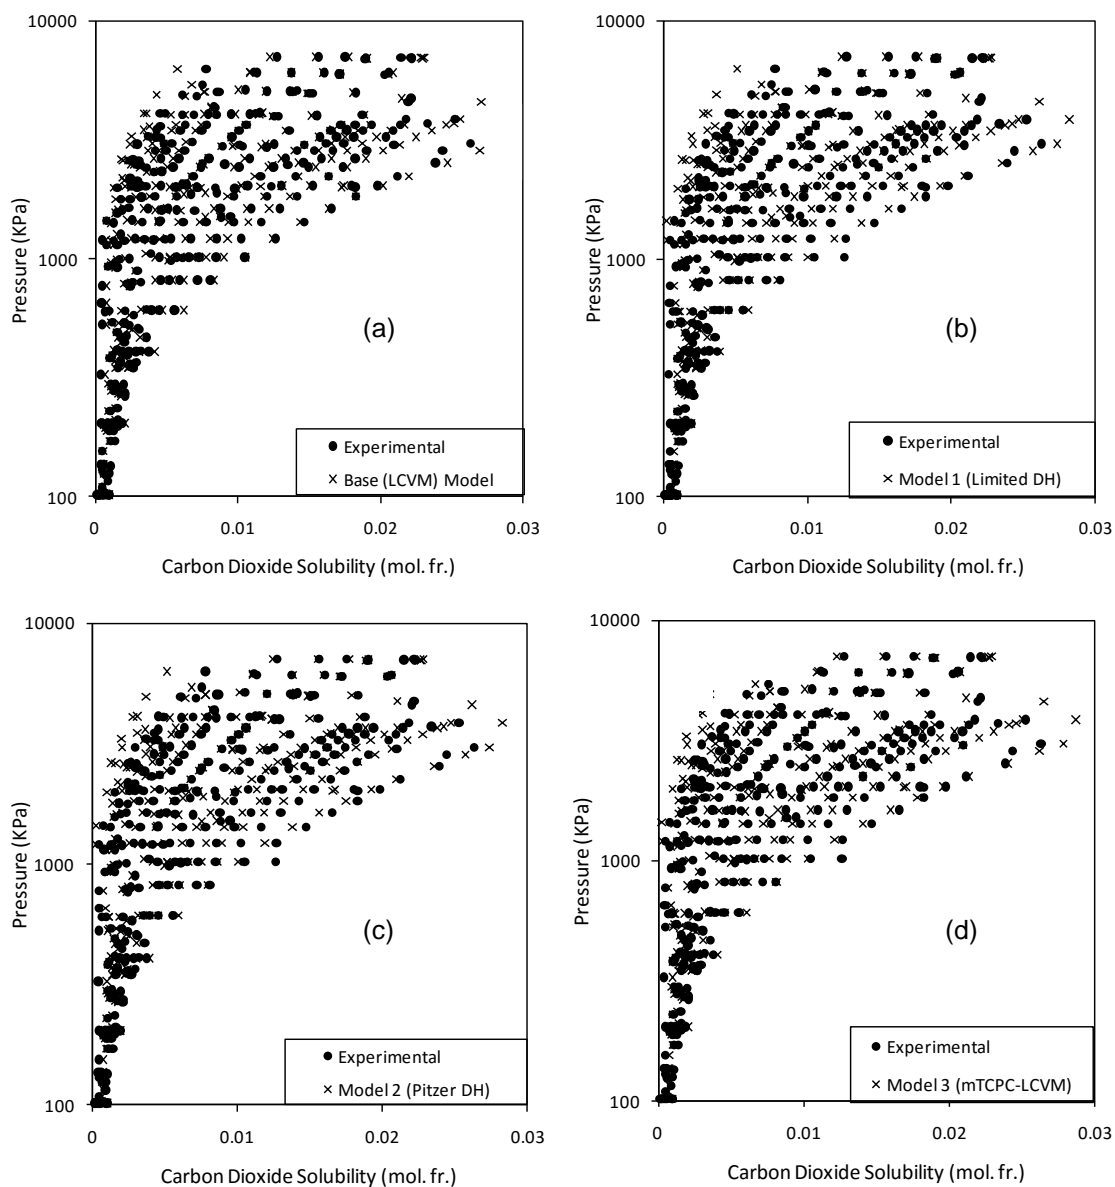 10000
1000
100
Pressure (KPa)
(a)
Experimental
Base (LCVM) Model
0
0.01
0.02
0.03
Carbon Dioxide Solubility (mol. fr.)
10000
1000
100
Pressure (KPa)
(b)
Experimental
Model 1 (Limited DH)
0
0.01
0.02
0.03
Carbon Dioxide Solubility (mol. fr.)
10000
1000
100
Pressure (KPa)
(c)
Experimental
Model 2 (Pitzer DH)
0
0.01
0.02
0.03
Carbon Dioxide Solubility (mol. fr.)
10000
1000
100
Pressure (KPa)
(d)
Experimental
Model 3 (mTCPC-LCVM)
0
0.01
0.02
0.03
Carbon Dioxide Solubility (mol. fr.)